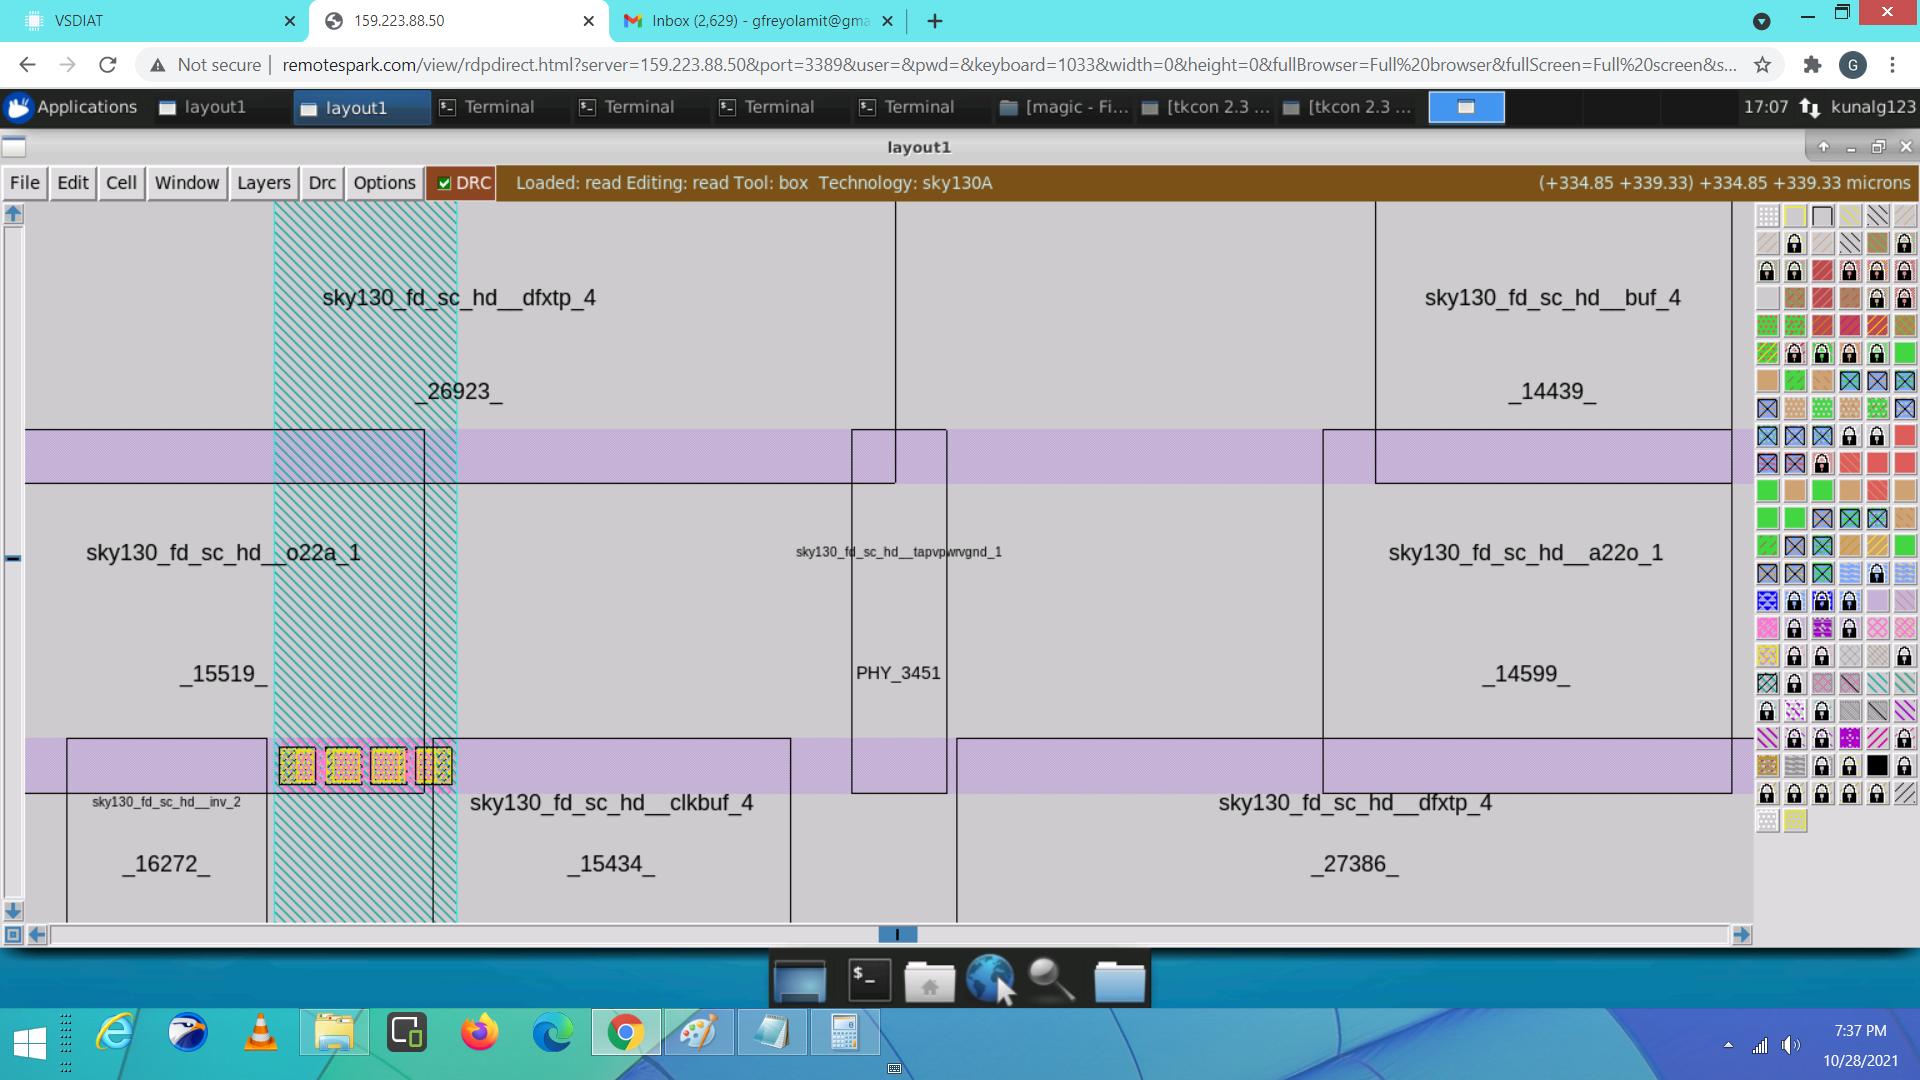 VSDIAT
159.223.88.50
Inbox (2,629) - gfreyolamit@gma
Not secure
remotespark.com/view/rdpdirect.html?server=159.223.88.50&port=3389&user=&pwd=&keyboard=1033&width=0&height=0&fullBrowser=Full%20browser&fullScreen=Full%20screen&s...
G
Applications
layout1
layout1
Terminal
Terminal
Terminal
Terminal
[magic - Fi...
[tkcon 2.3 ...
[tkcon 2.3 ...
17:07
kunalg123
layout1
File
Edit
Cell
Window
Layers
Drc
Options
DRC
Loaded: read Editing: read Tool: box Technology: sky130A
(+334.85 +339.33) +334.85 +339.33 microns
sky130_fd_sc_hd__dfxtp_4
sky130_fd_sc_hd__buf_4
_26923_
_14439_
sky130_fd_sc_hd__o22a_1
sky130_fd_sc_hd__tapvpwrvgnd_1
sky130_fd_sc_hd__a22o_1
_15519_
PHY_3451
_14599_
sky130_fd_sc_hd__inv_2
sky130_fd_sc_hd__clkbuf_4
sky130_fd_sc_hd__dfxtp_4
_16272_
_15434_
_27386_
7:37 PM
10/28/2021